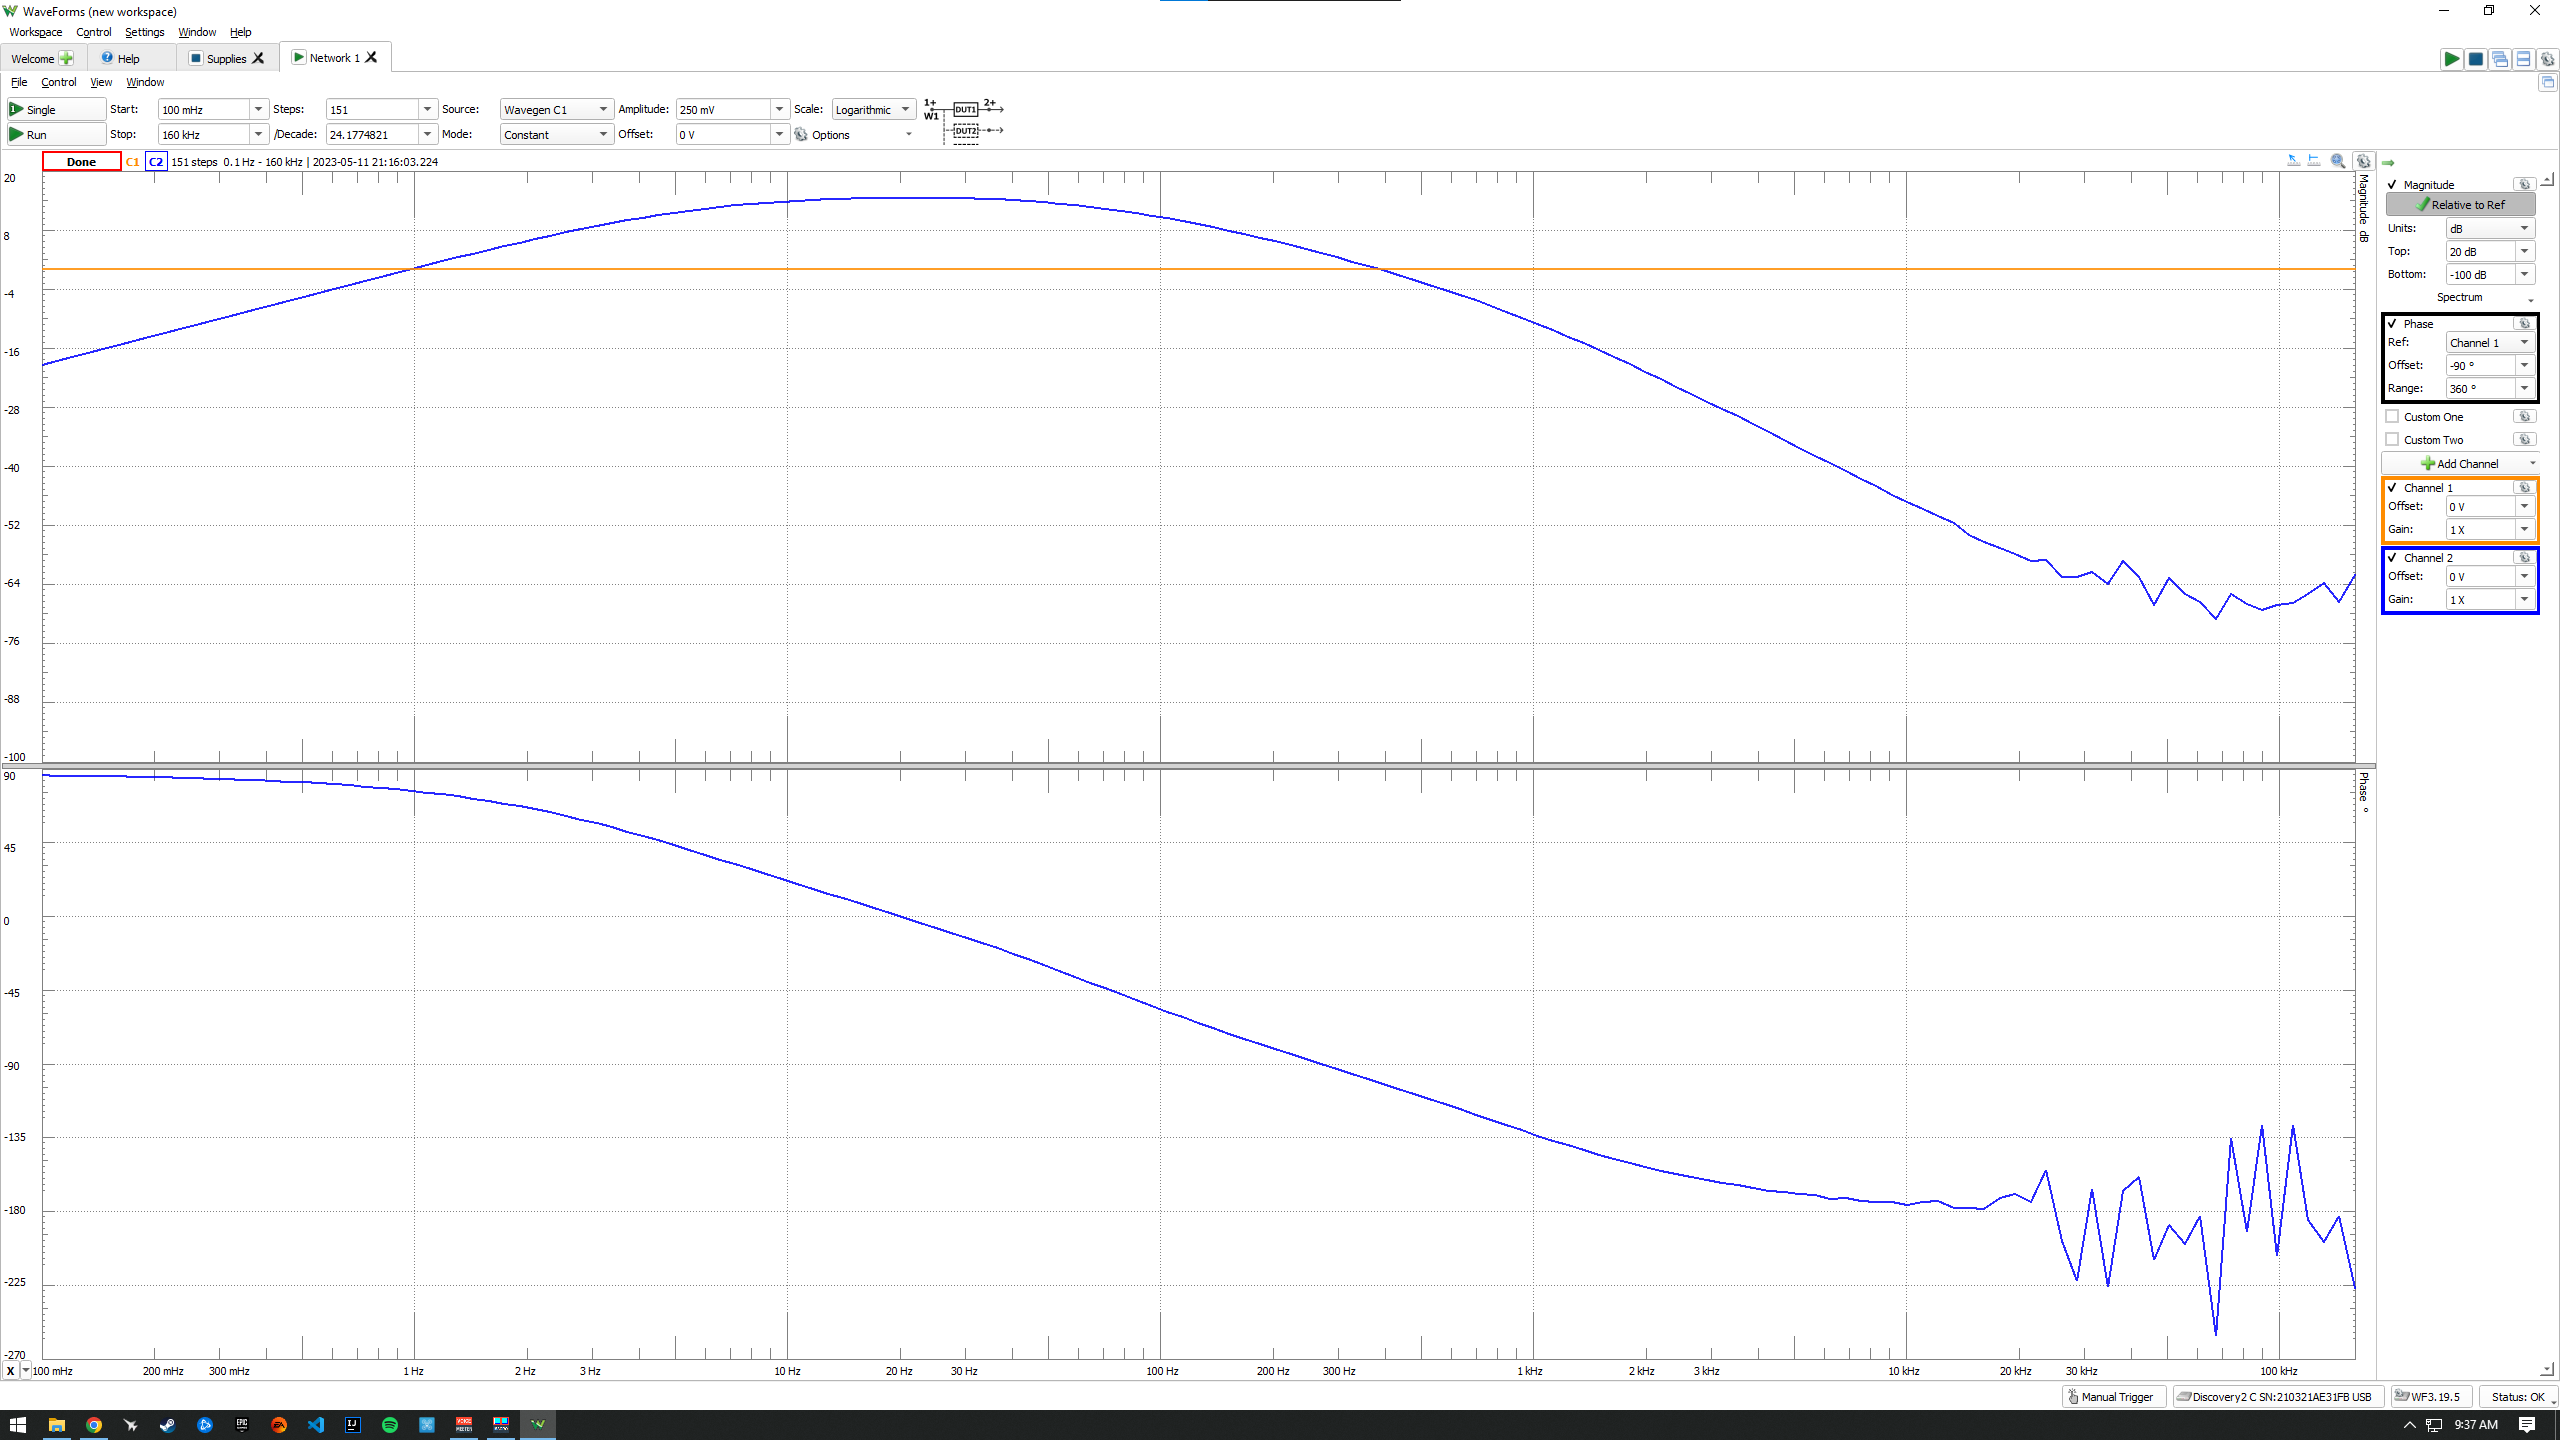 WaveForms (new workspace)
Workspace Control Settings Window Help
Welcome Help Supplies Network 1
File Control View Window
Single Start: 100 mHz Steps: 151 Source: Wavegen C1 Amplitude: 250 mV Scale: Logarithmic
Run Stop: 160 kHz /Decade: 24.1774821 Mode: Constant Offset: 0 V Options
1+ W1 DUT1 2+ DUT2
Done C1 C2 151 steps 0.1 Hz - 160 kHz | 2023-05-11 21:16:03.224
20
8
-4
-16
-28
-40
-52
-64
-76
-88
-100
Magnitude dB
90
45
0
-45
-90
-135
-180
-225
-270
Phase °
X 100 mHz 200 mHz 300 mHz 1 Hz 2 Hz 3 Hz 10 Hz 20 Hz 30 Hz 100 Hz 200 Hz 300 Hz 1 kHz 2 kHz 3 kHz 10 kHz 20 kHz 30 kHz 100 kHz
Magnitude
Relative to Ref
Units: dB
Top: 20 dB
Bottom: -100 dB
Spectrum
Phase
Ref: Channel 1
Offset: -90 °
Range: 360 °
Custom One
Custom Two
Add Channel
Channel 1
Offset: 0 V
Gain: 1 X
Channel 2
Offset: 0 V
Gain: 1 X
Manual Trigger Discovery2 C SN:210321AE31FB USB WF3.19.5 Status: OK
EPIC EA IJ 9:37 AM